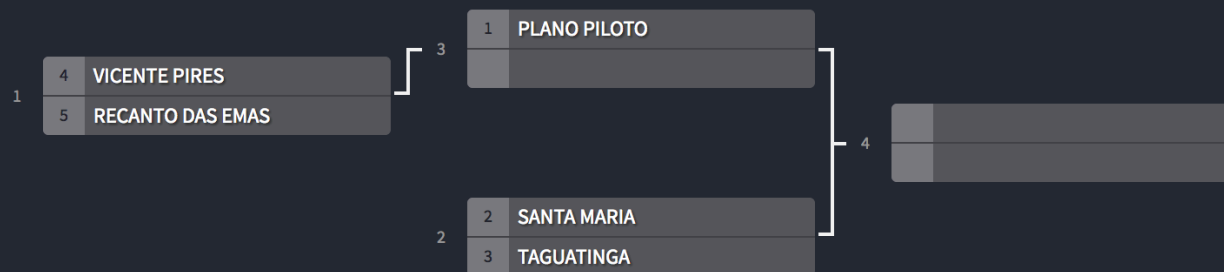 1
4 VICENTE PIRES
5 RECANTO DAS EMAS
3
1 PLANO PILOTO
2
2 SANTA MARIA
3 TAGUATINGA
4